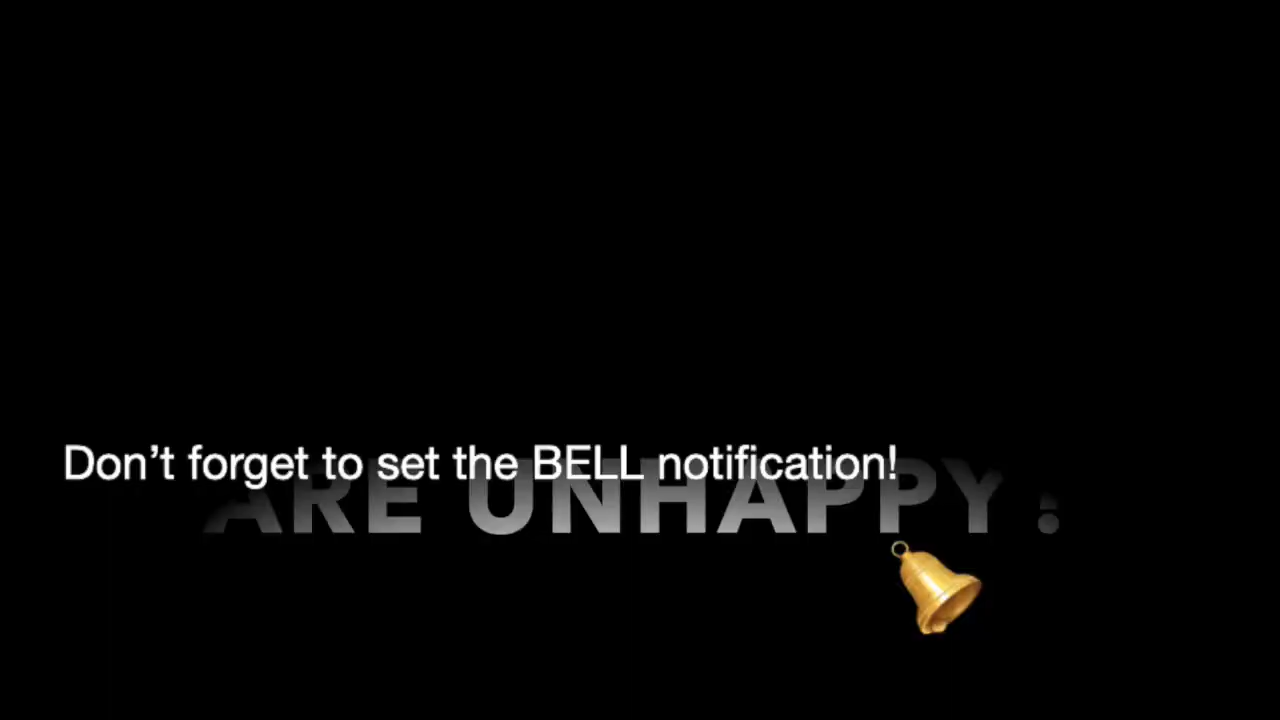 Don’t forget to set the BELL notification!
ARE UNHAPPY !